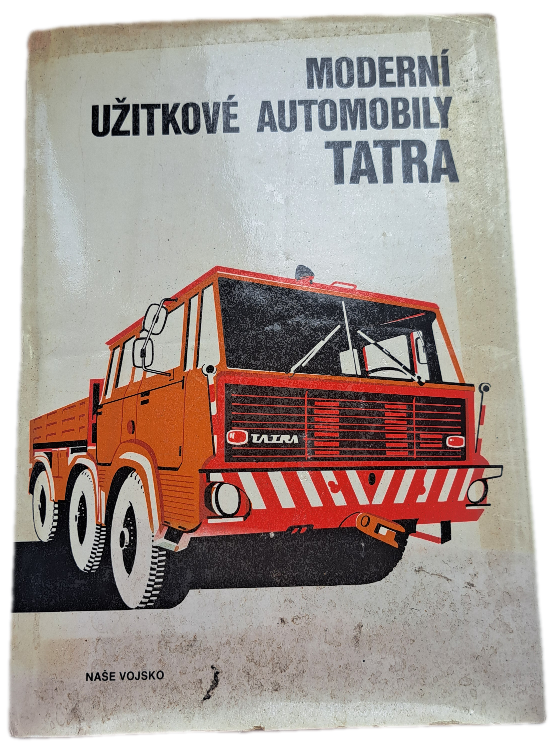 MODERNÍ
UŽITKOVÉ AUTOMOBILY
TATRA
TATRA
NAŠE VOJSKO